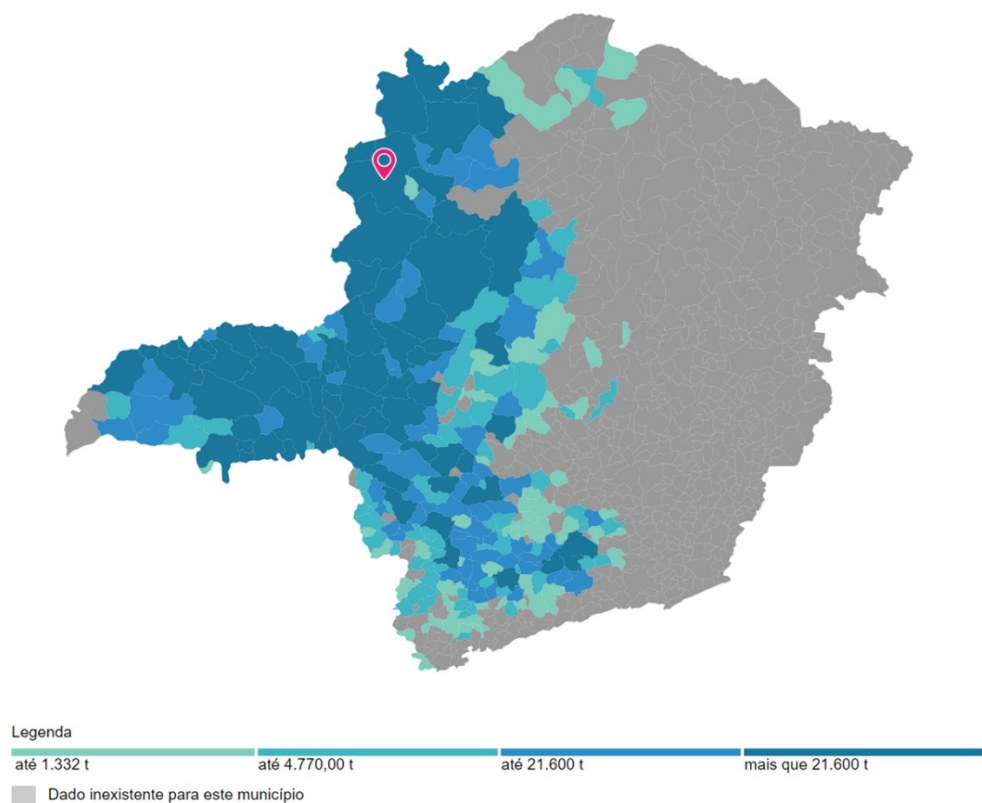 Legenda
até 1.332 t até 4.770,00 t até 21.600 t mais que 21.600 t
Dado inexistente para este município